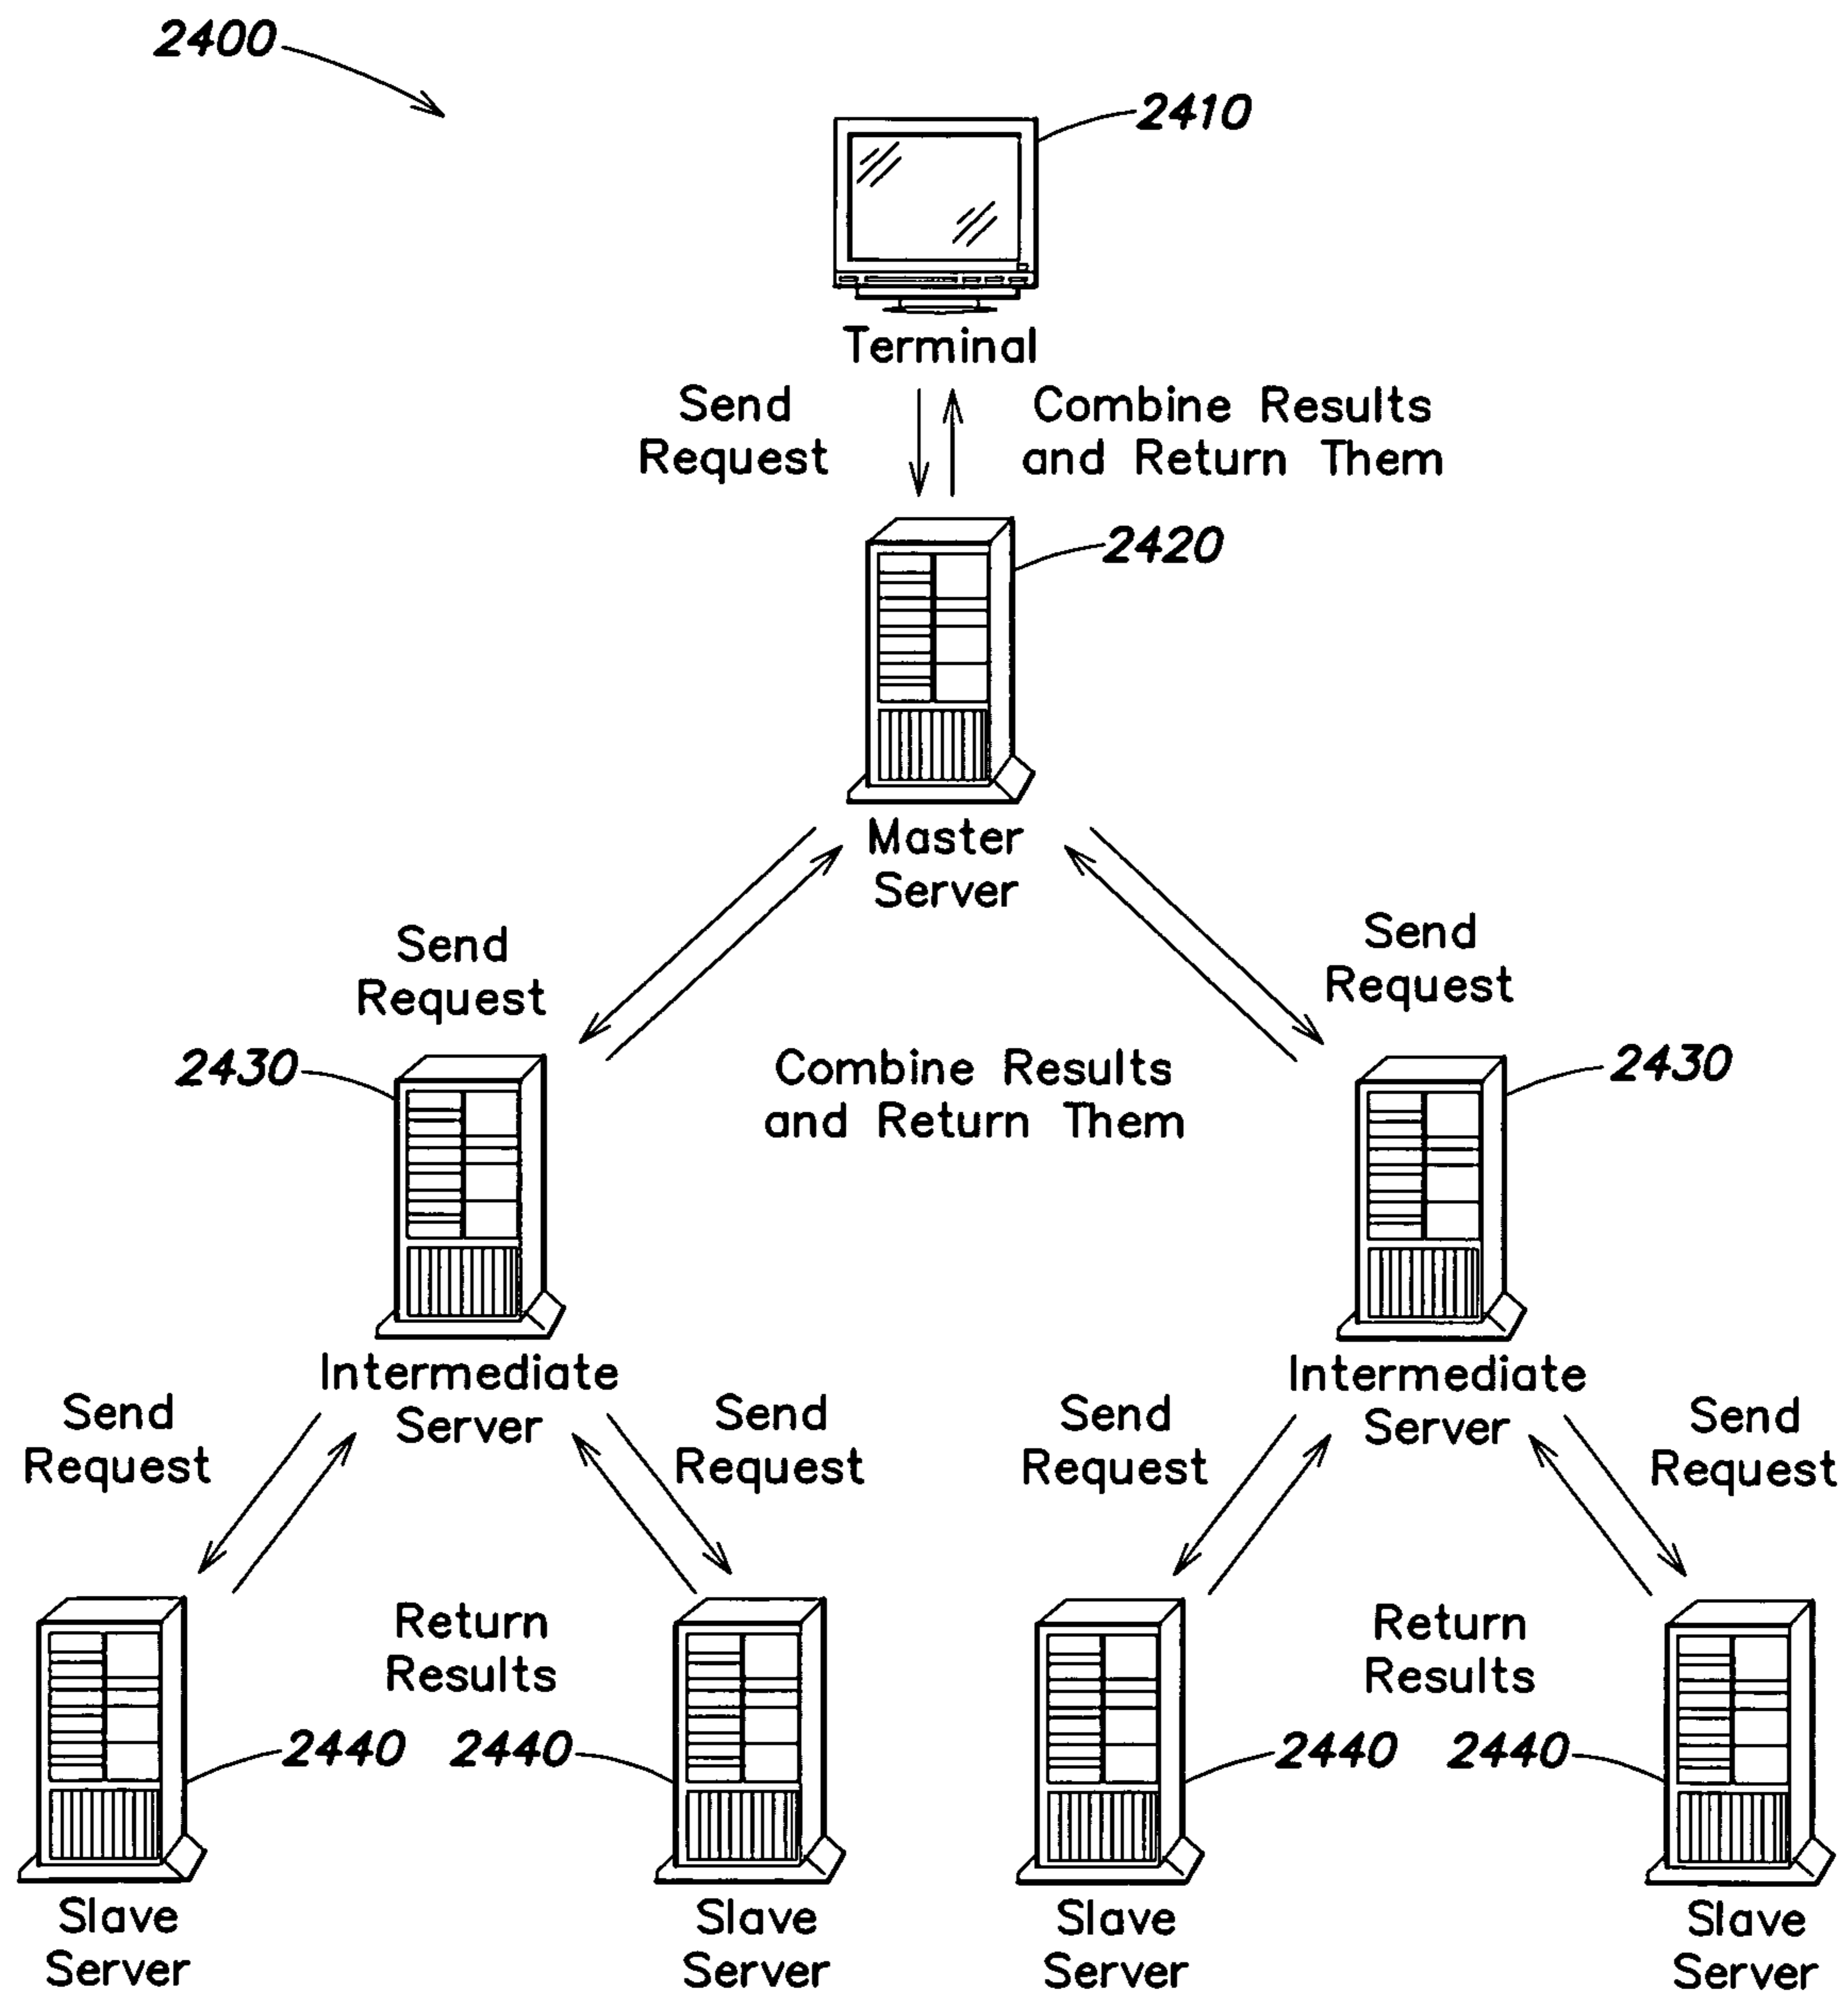 2400
2410
Terminal
Send
Request
Combine Results
and Return Them
2420
Master
Server
Send
Request
Send
Request
2430
Combine Results
and Return Them
2430
Intermediate
Server
Intermediate
Server
Send
Request
Send
Request
Send
Request
Send
Request
Return
Results
Return
Results
2440
2440
2440
2440
Slave
Server
Slave
Server
Slave
Server
Slave
Server